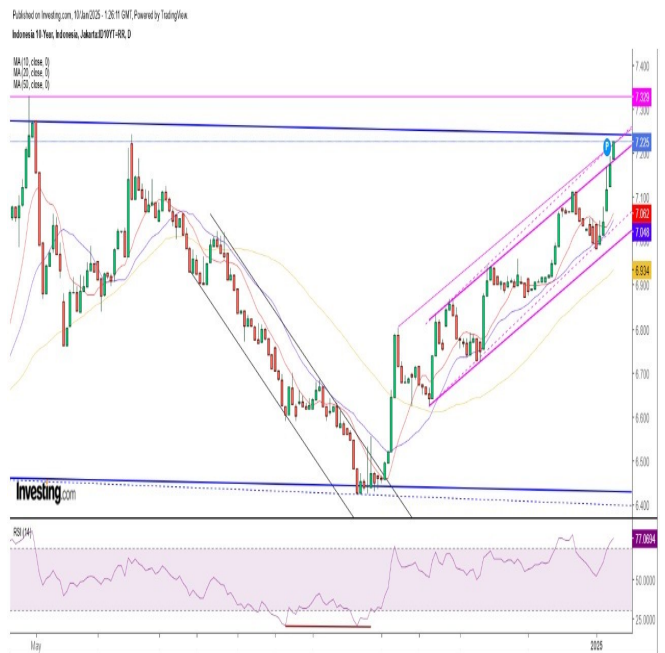 Published on Investing.com, 10/Jan/2025 - 1:26:11 GMT, Powered by TradingView.
Indonesia 10-Year, Indonesia, Jakarta:ID10YT=RR, D
MA (10, close, 0)
MA (20, close, 0)
MA (50, close, 0)
7.400
7.329
7.225
7.200
7.100
7.062
7.048
7.000
6.934
6.900
6.800
6.700
6.600
6.500
6.400
Investing.com
RSI (14)
77.0694
50.0000
25.0000
May
2025